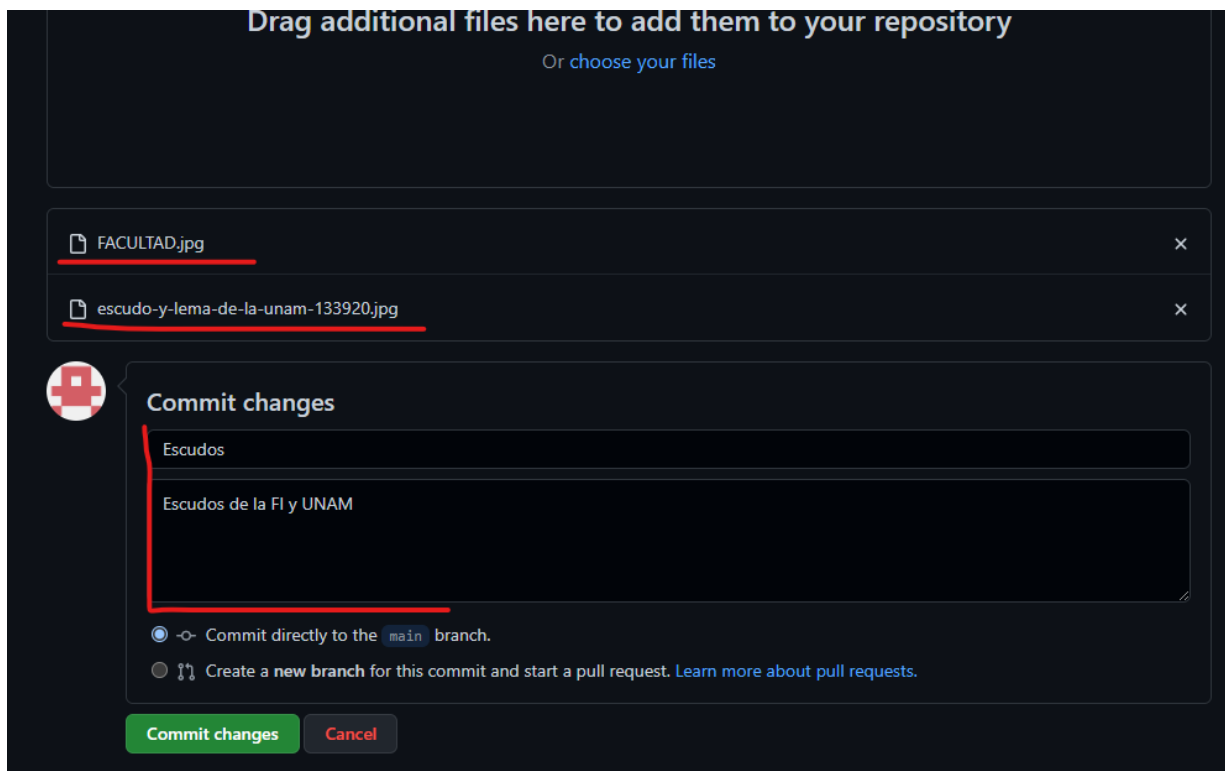 Drag additional files here to add them to your repository
Or choose your files
FACULTAD.jpg
escudo-y-lema-de-la-unam-133920.jpg
Commit changes
Escudos
Escudos de la FI y UNAM
Commit directly to the main branch.
Create a new branch for this commit and start a pull request. Learn more about pull requests.
Commit changes Cancel